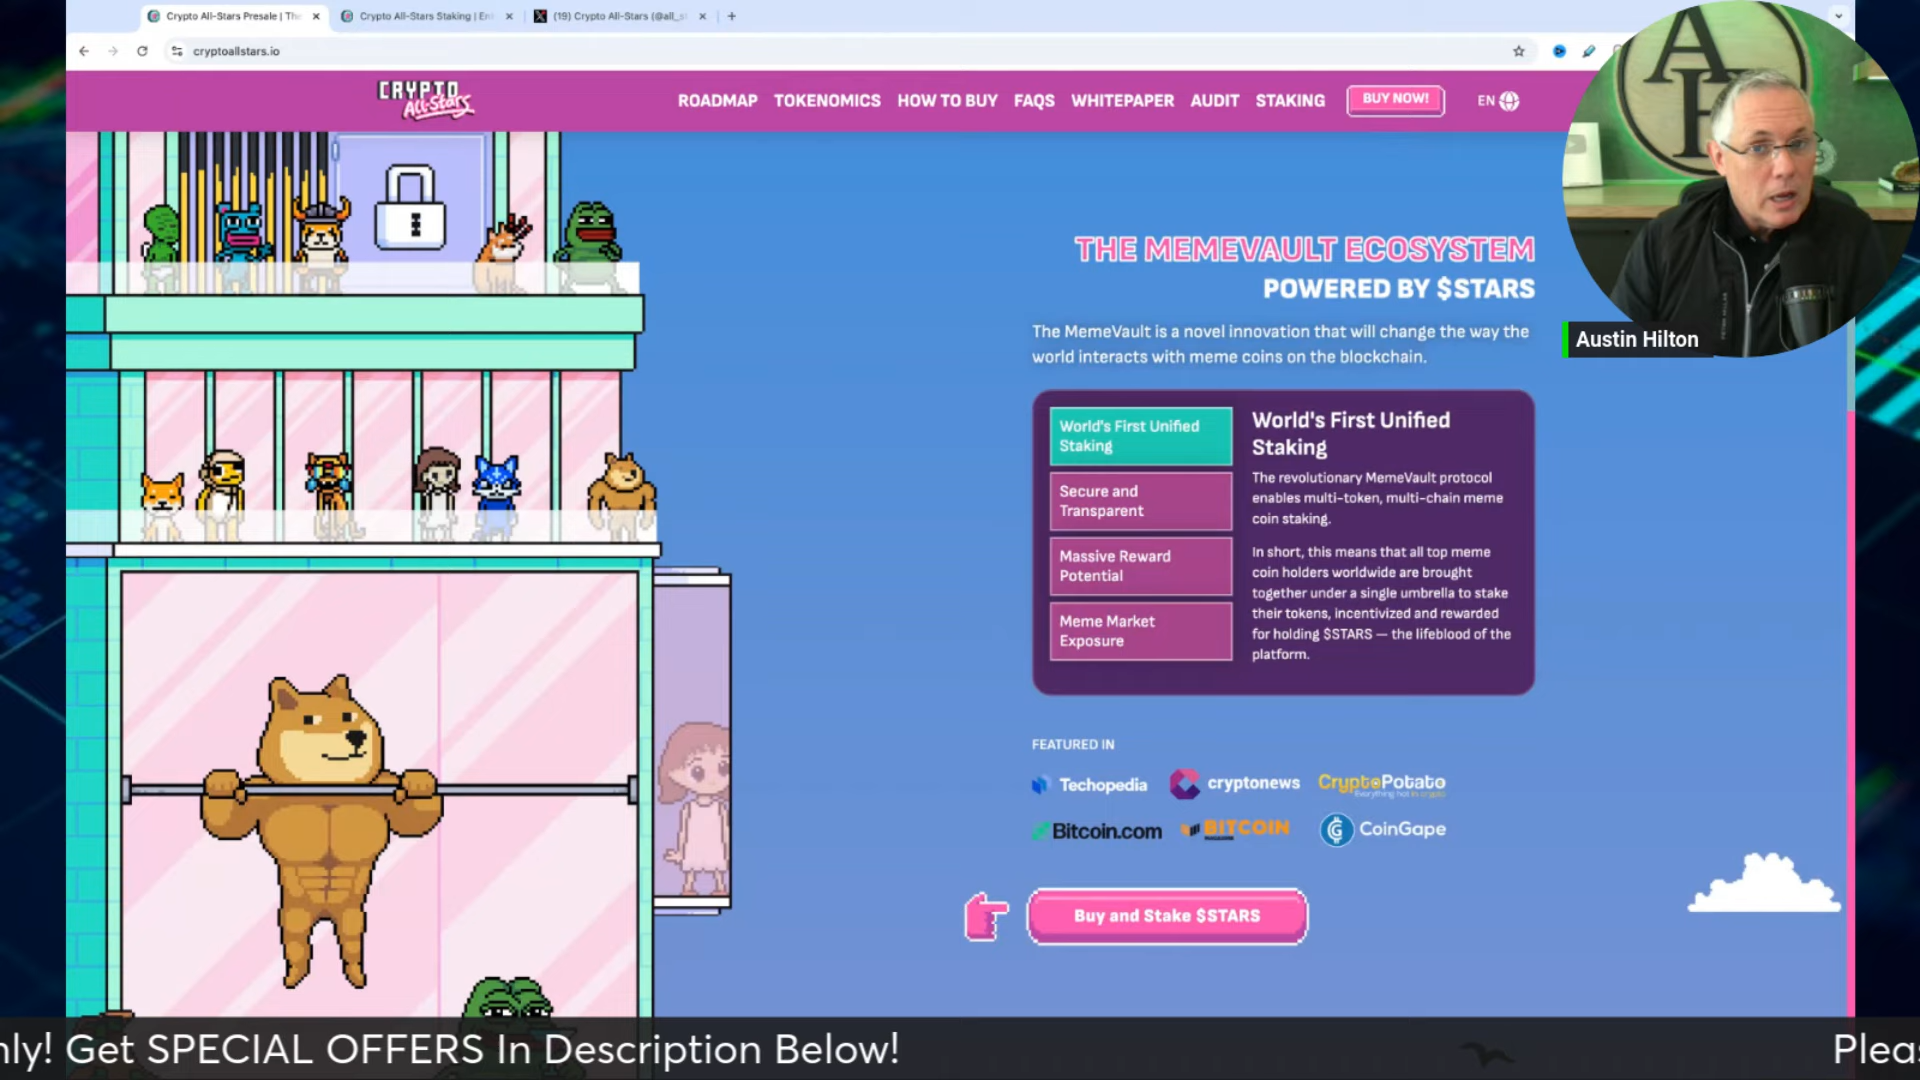 Crypto All-Stars Presale | The
Crypto All-Stars Staking | En
(19) Crypto All-Stars (@all_s
cryptoallstars.io
CRYPTO
All-Stars
ROADMAP TOKENOMICS HOW TO BUY FAQS WHITEPAPER AUDIT STAKING BUY NOW! EN
THE MEMEVAULT ECOSYSTEM
POWERED BY $STARS
The MemeVault is a novel innovation that will change the way the
world interacts with meme coins on the blockchain.
World's First Unified
Staking
Secure and
Transparent
Massive Reward
Potential
Meme Market
Exposure
World's First Unified
Staking
The revolutionary MemeVault protocol
enables multi-token, multi-chain meme
coin staking.
In short, this means that all top meme
coin holders worldwide are brought
together under a single umbrella to stake
their tokens, incentivized and rewarded
for holding $STARS — the lifeblood of the
platform.
FEATURED IN
Techopedia cryptonews CryptoPotato
Bitcoin.com BITCOIN CoinGape
Buy and Stake $STARS
Austin Hilton
AH
nly! Get SPECIAL OFFERS In Description Below! Pleas